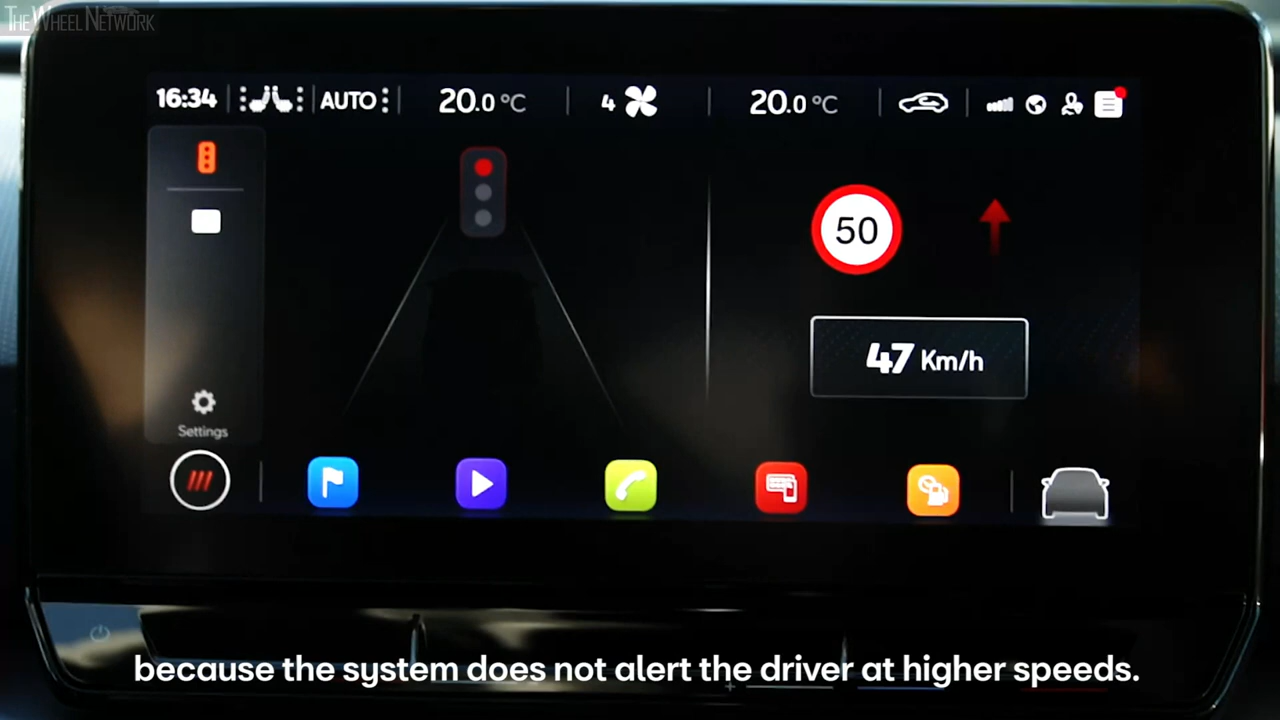 THE WHEEL NETWORK
16:34 AUTO 20.0 °C 4 20.0 °C
50
47 Km/h
Settings
because the system does not alert the driver at higher speeds.